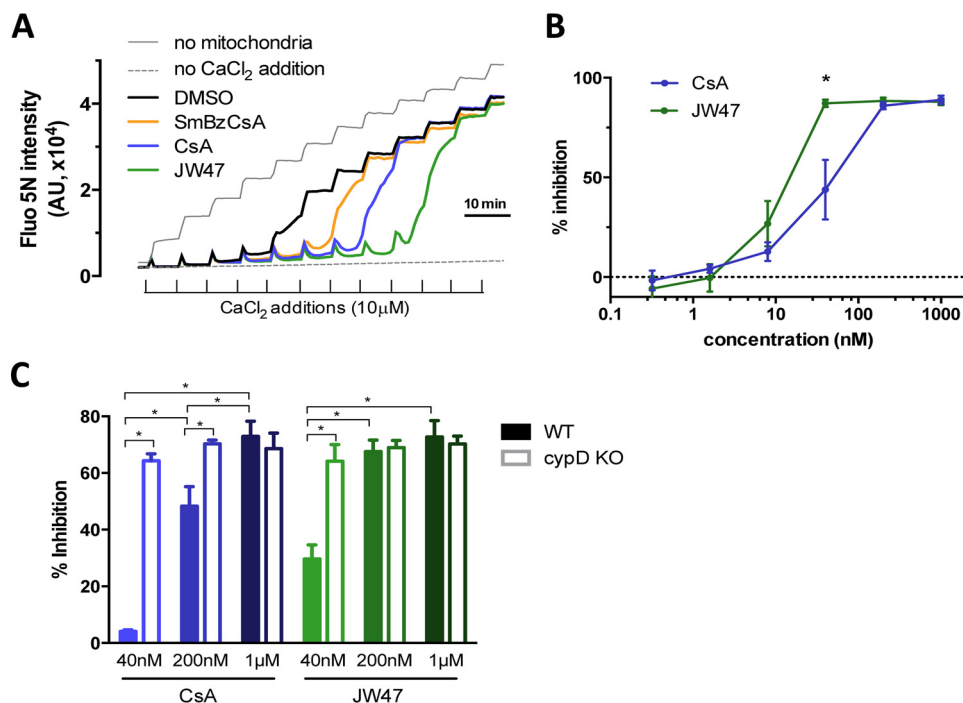 A
no mitochondria
no CaCl2 addition
DMSO
SmBzCsA
CsA
JW47
Fluo 5N intensity
(AU, x10⁴)
4
2
0
10 min
CaCl2 additions (10μM)
B
CsA
JW47
*
% inhibition
100
50
0
0.1
1
10
100
1000
concentration (nM)
C
* * * * *
* * * *
WT
cypD KO
% Inhibition
80
60
40
20
0
40nM 200nM 1μM 40nM 200nM 1μM
CsA JW47